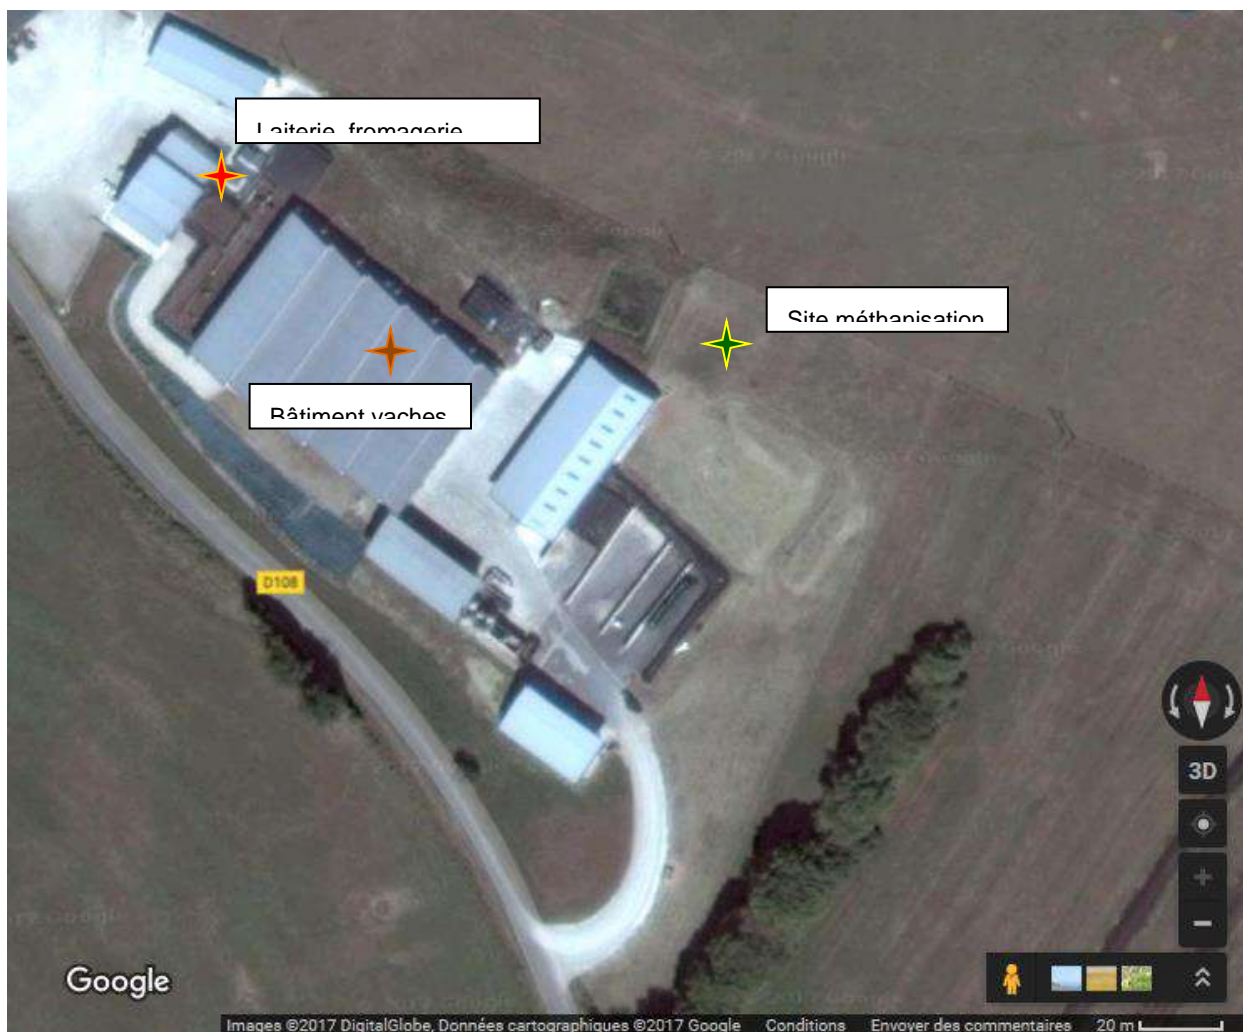 Laiterie, fromagerie
Site méthanisation
Bâtiment vaches
D108
3D
Google
Images ©2017 DigitalGlobe, Données cartographiques ©2017 Google Conditions Envoyer des commentaires 20 m